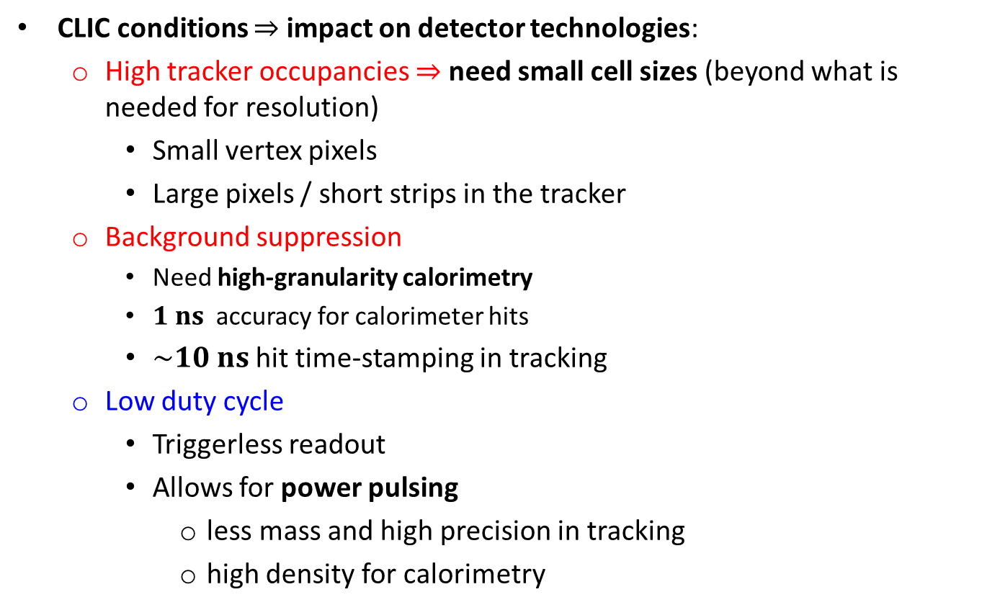 • CLIC conditions ⇒ impact on detector technologies:
○ High tracker occupancies ⇒ need small cell sizes (beyond what is
needed for resolution)
• Small vertex pixels
• Large pixels / short strips in the tracker
○ Background suppression
• Need high-granularity calorimetry
• 1 ns accuracy for calorimeter hits
• ~10 ns hit time-stamping in tracking
○ Low duty cycle
• Triggerless readout
• Allows for power pulsing
○ less mass and high precision in tracking
○ high density for calorimetry